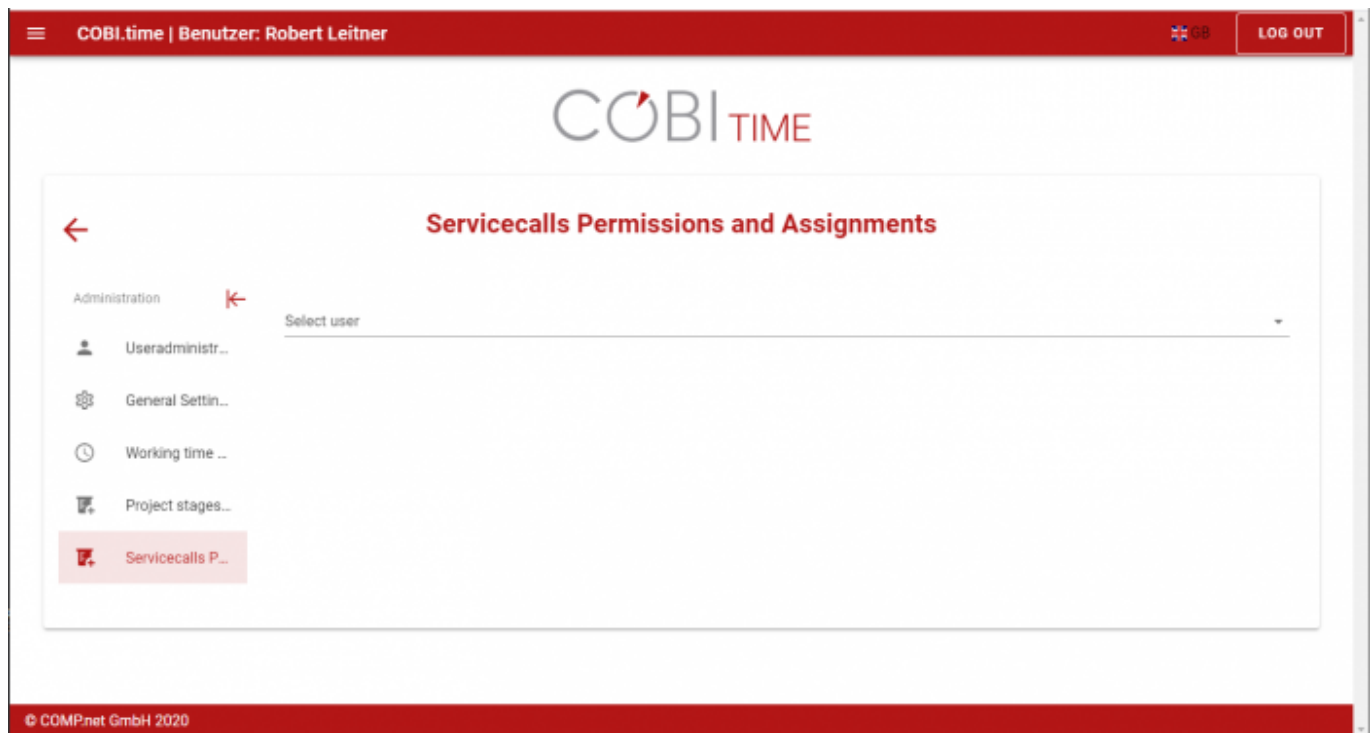 COBI.time | Benutzer: Robert Leitner
GB
LOG OUT
COBI TIME
Servicecalls Permissions and Assignments
Administration
Select user
Useradministr...
General Settin...
Working time ...
Project stages...
Servicecalls P...
© COMP.net GmbH 2020